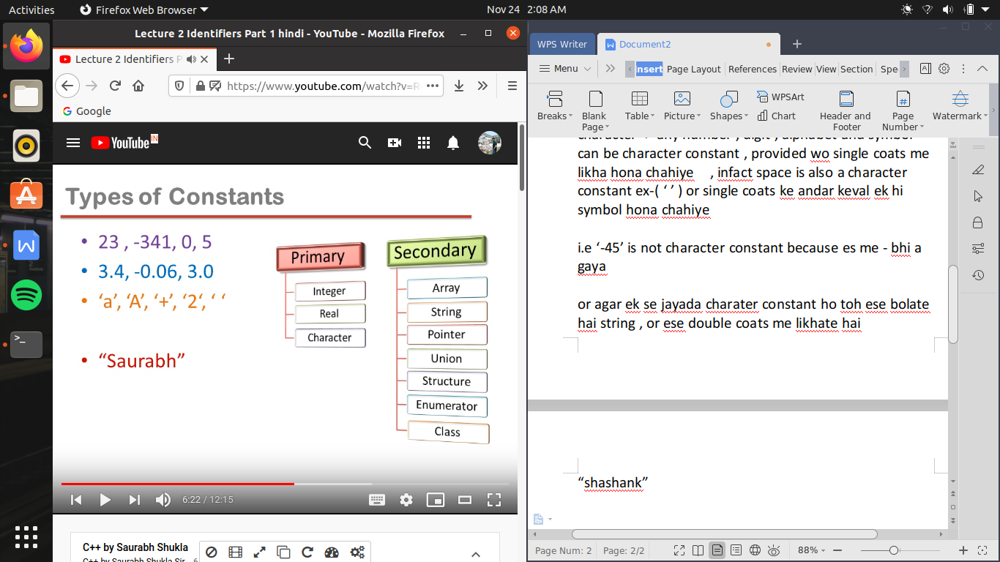 Activities
Firefox Web Browser
Nov 24 2:08 AM
Lecture 2 Identifiers Part 1 hindi - YouTube - Mozilla Firefox
Lecture 2 Identifiers P
https://www.youtube.com/watch?v=R
Google
YouTube IN
Types of Constants
• 23 , -341, 0, 5
• 3.4, -0.06, 3.0
• ‘a’, ‘A’, ‘+’, ‘2‘, ‘ ‘
• “Saurabh”
Primary
Integer
Real
Character
Secondary
Array
String
Pointer
Union
Structure
Enumerator
Class
6:22 / 12:15
C++ by Saurabh Shukla
C++ by Saurabh Shukla Sir
WPS Writer
Document2
Menu
Insert Page Layout References Review View Section Spe
Breaks
Blank Page
Table
Picture
Shapes
WPSArt
Chart
Header and Footer
Page Number
Watermark
any number , digit , alphabet and symbol
can be character constant , provided wo single coats me
likha hona chahiye , infact space is also a character
constant ex-( ‘ ’ ) or single coats ke andar keval ek hi
symbol hona chahiye
i.e ‘-45’ is not character constant because es me - bhi a
gaya
or agar ek se jayada charater constant ho toh ese bolate
hai string , or ese double coats me likhate hai
“shashank”
Page Num: 2 Page: 2/2
88%